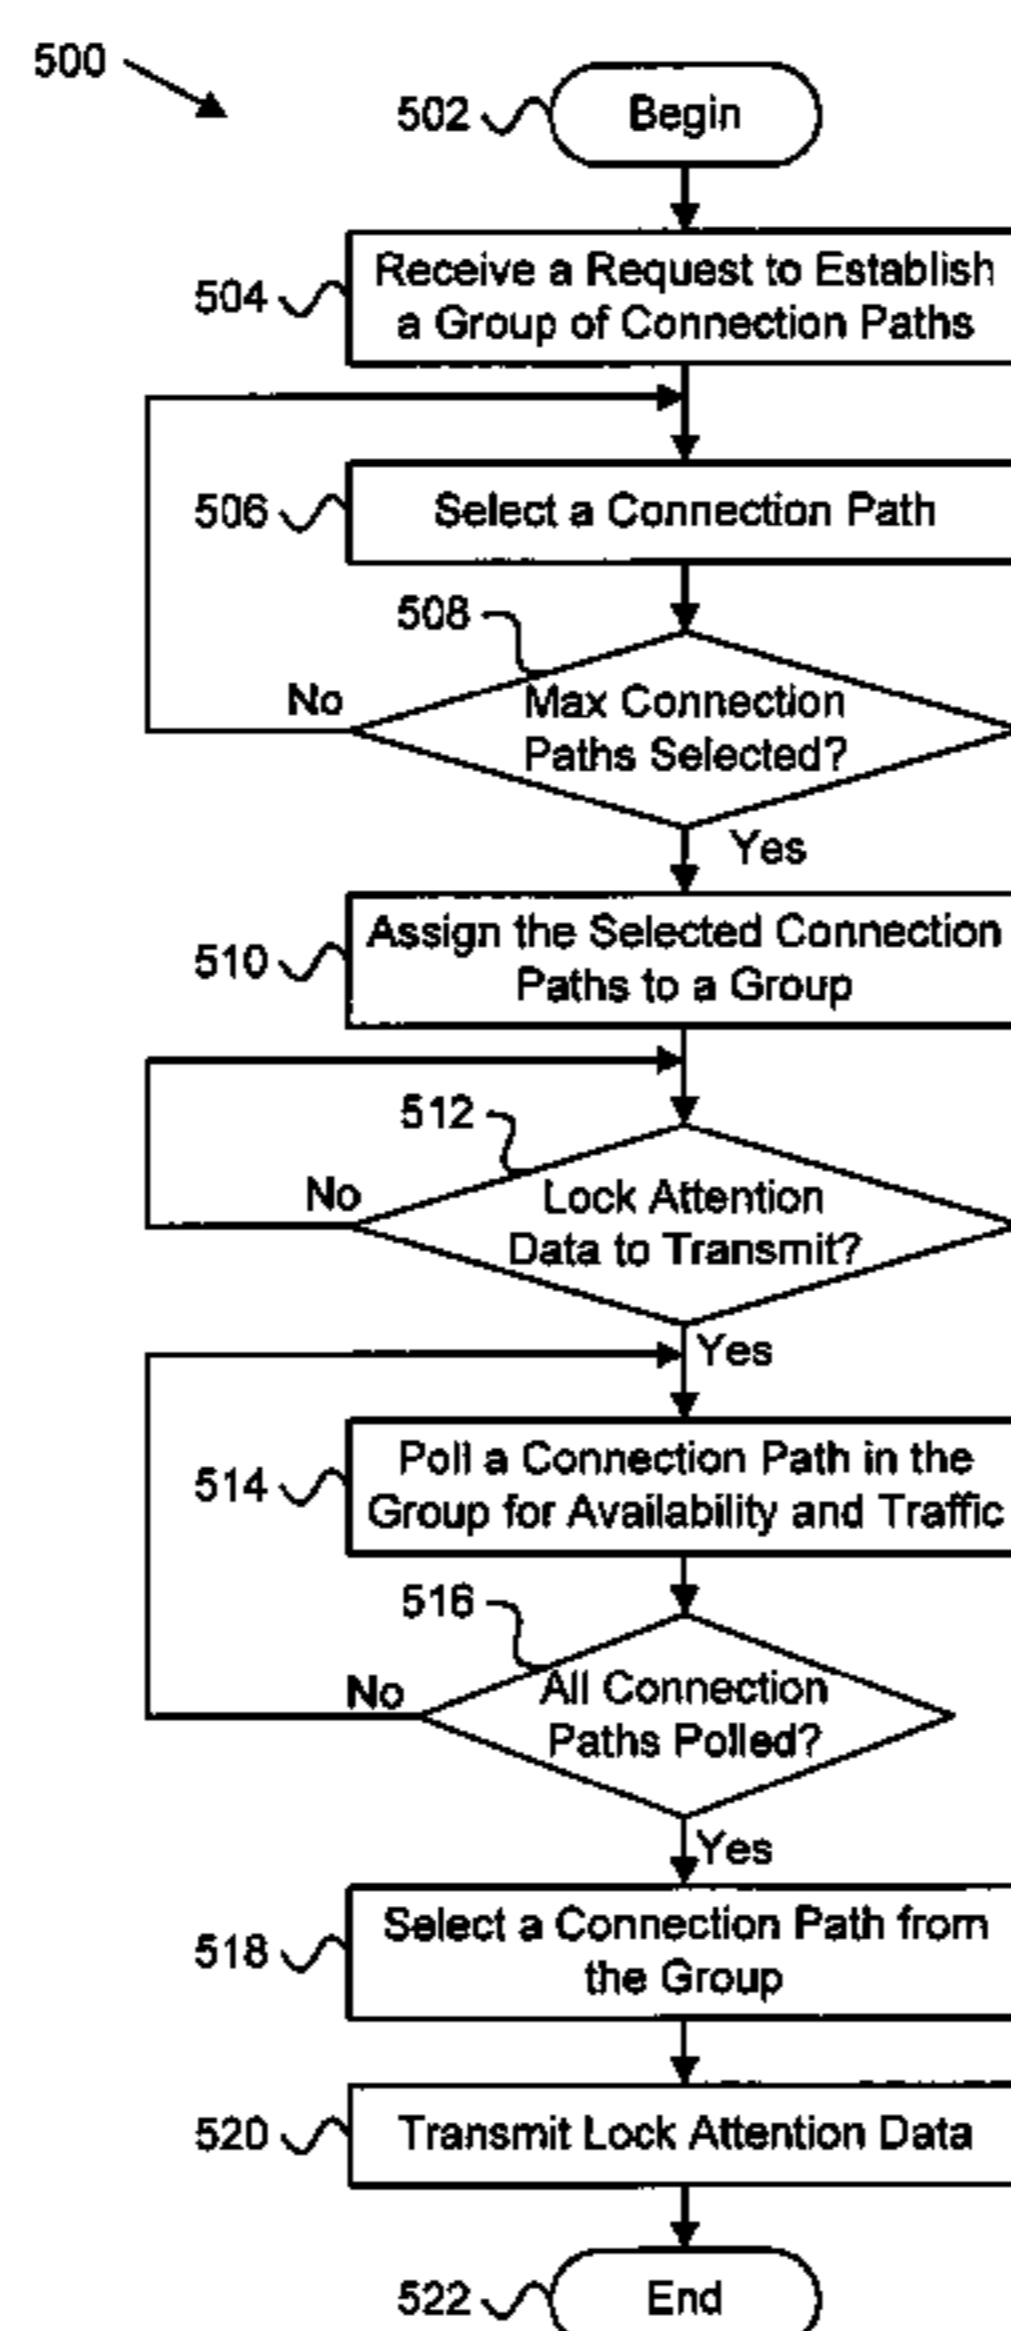 500
502
Begin
504
Receive a Request to Establish
a Group of Connection Paths
506
Select a Connection Path
508
No
Max Connection
Paths Selected?
Yes
510
Assign the Selected Connection
Paths to a Group
512
No
Lock Attention
Data to Transmit?
Yes
514
Poll a Connection Path in the
Group for Availability and Traffic
516
No
All Connection
Paths Polled?
Yes
518
Select a Connection Path from
the Group
520
Transmit Lock Attention Data
522
End